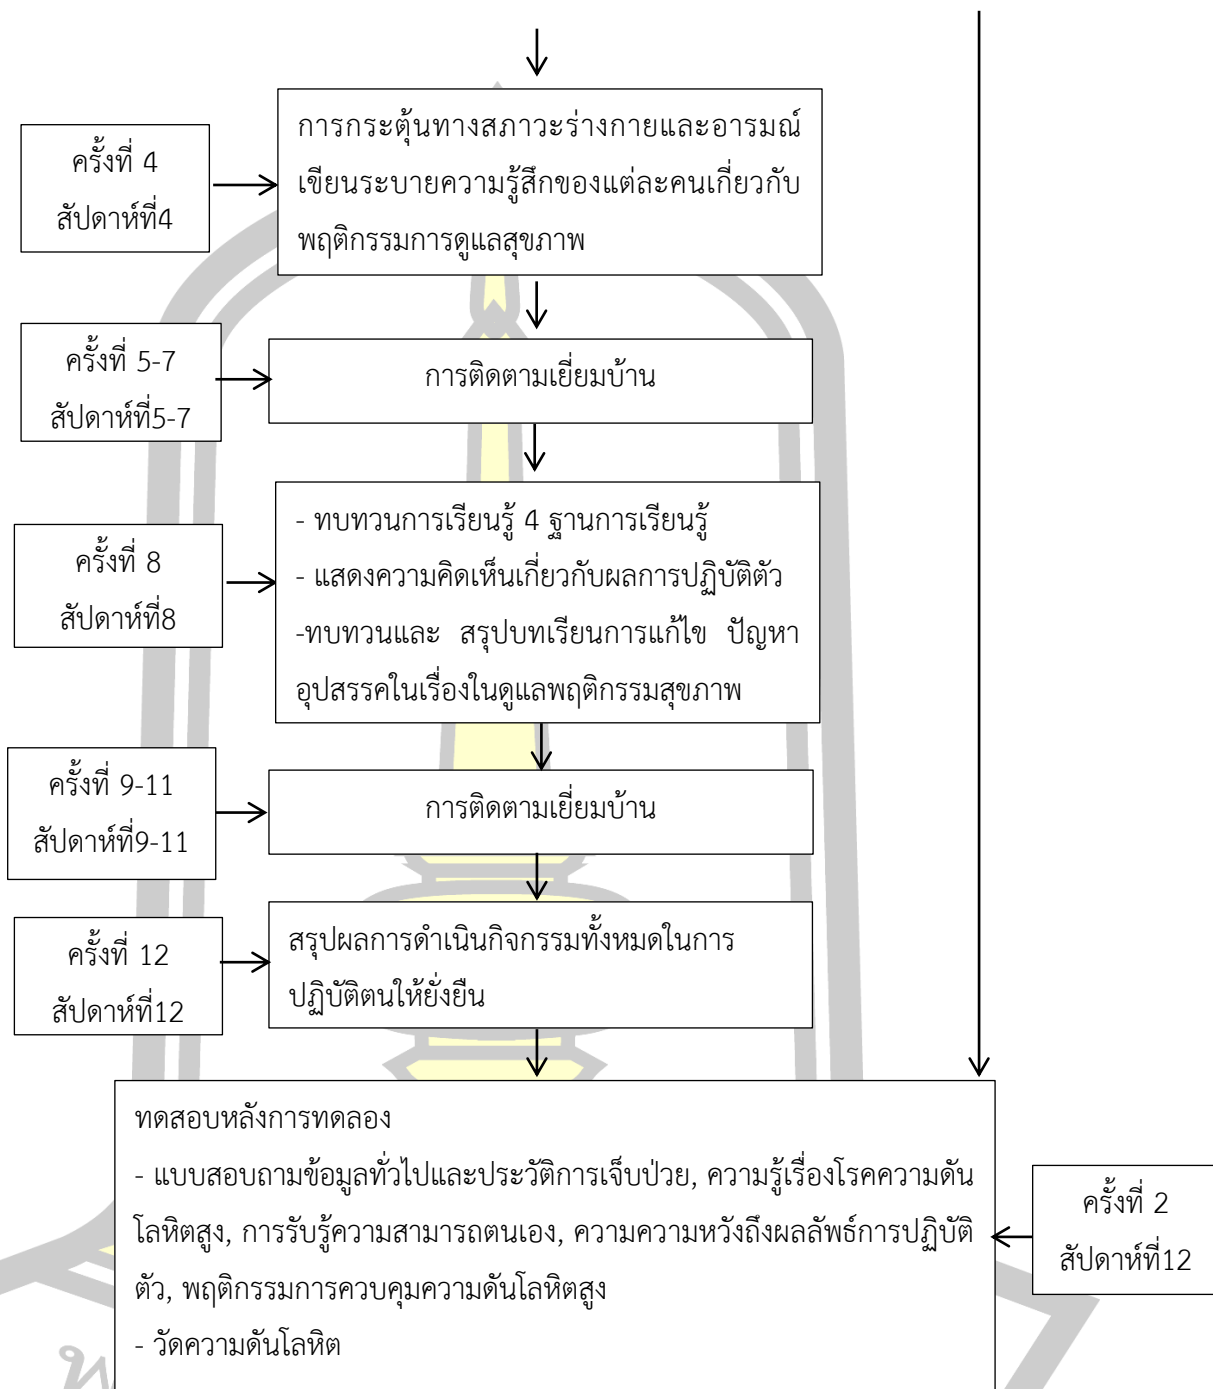 ครั้งที่ 4
สัปดาห์ที่4
การกระตุ้นทางสภาวะร่างกายและอารมณ์
เขียนระบายความรู้สึกของแต่ละคนเกี่ยวกับ
พฤติกรรมการดูแลสุขภาพ
ครั้งที่ 5-7
สัปดาห์ที่5-7
การติดตามเยี่ยมบ้าน
ครั้งที่ 8
สัปดาห์ที่8
- ทบทวนการเรียนรู้ 4 ฐานการเรียนรู้
- แสดงความคิดเห็นเกี่ยวกับผลการปฏิบัติตัว
-ทบทวนและ สรุปบทเรียนการแก้ไข ปัญหา
อุปสรรคในเรื่องในดูแลพฤติกรรมสุขภาพ
ครั้งที่ 9-11
สัปดาห์ที่9-11
การติดตามเยี่ยมบ้าน
ครั้งที่ 12
สัปดาห์ที่12
สรุปผลการดำเนินกิจกรรมทั้งหมดในการ
ปฏิบัติตนให้ยั่งยืน
ทดสอบหลังการทดลอง
- แบบสอบถามข้อมูลทั่วไปและประวัติการเจ็บป่วย, ความรู้เรื่องโรคความดัน
โลหิตสูง, การรับรู้ความสามารถตนเอง, ความความหวังถึงผลลัพธ์การปฏิบัติ
ตัว, พฤติกรรมการควบคุมความดันโลหิตสูง
- วัดความดันโลหิต
ครั้งที่ 2
สัปดาห์ที่12